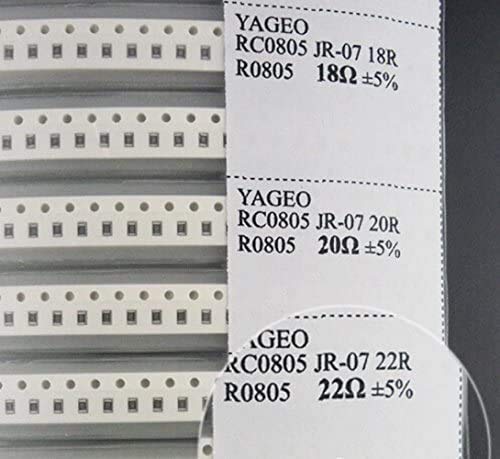 YAGEO
RC0805 JR-07 18R
R0805 18Ω ±5%
YAGEO
RC0805 JR-07 20R
R0805 20Ω ±5%
YAGEO
RC0805 JR-07 22R
R0805 22Ω ±5%